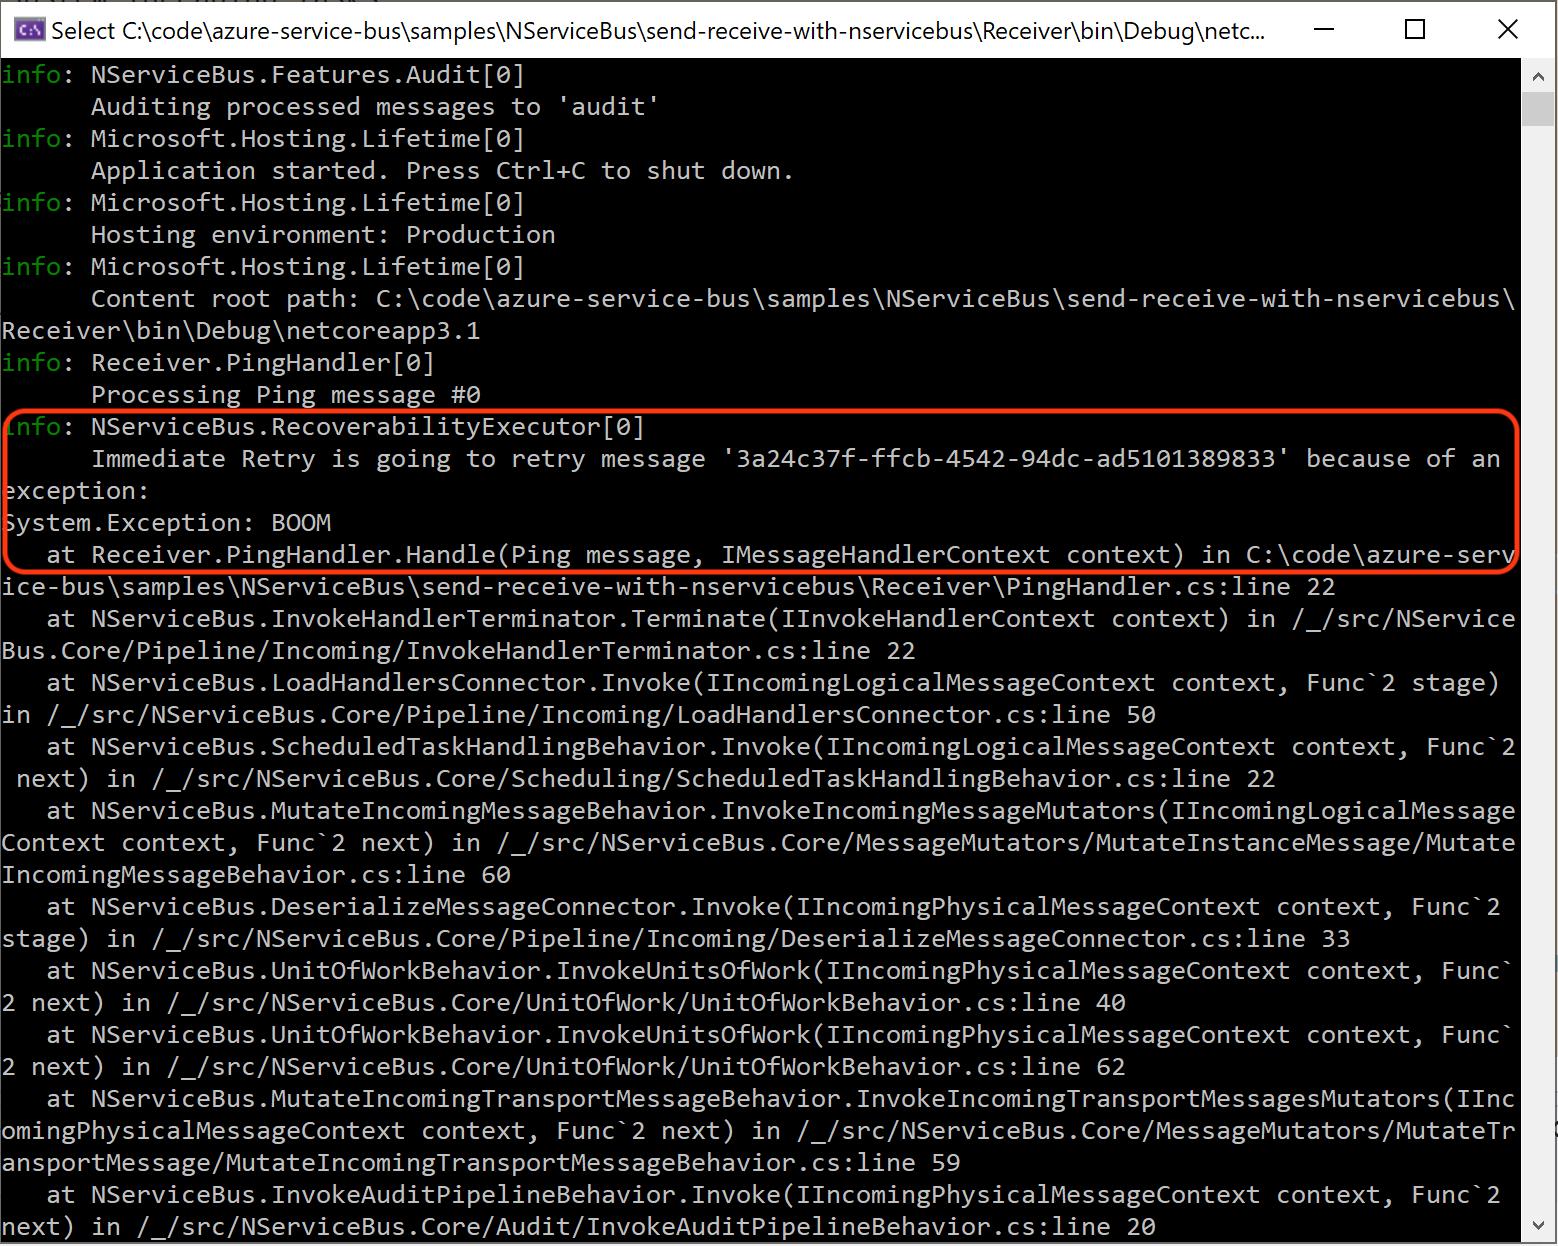 Select C:\code\azure-service-bus\samples\NServiceBus\send-receive-with-nservicebus\Receiver\bin\Debug\netc...
info: NServiceBus.Features.Audit[0]
      Auditing processed messages to 'audit'
info: Microsoft.Hosting.Lifetime[0]
      Application started. Press Ctrl+C to shut down.
info: Microsoft.Hosting.Lifetime[0]
      Hosting environment: Production
info: Microsoft.Hosting.Lifetime[0]
      Content root path: C:\code\azure-service-bus\samples\NServiceBus\send-receive-with-nservicebus\
Receiver\bin\Debug\netcoreapp3.1
info: Receiver.PingHandler[0]
      Processing Ping message #0
info: NServiceBus.RecoverabilityExecutor[0]
      Immediate Retry is going to retry message '3a24c37f-ffcb-4542-94dc-ad5101389833' because of an
exception:
System.Exception: BOOM
   at Receiver.PingHandler.Handle(Ping message, IMessageHandlerContext context) in C:\code\azure-serv
ice-bus\samples\NServiceBus\send-receive-with-nservicebus\Receiver\PingHandler.cs:line 22
   at NServiceBus.InvokeHandlerTerminator.Terminate(IInvokeHandlerContext context) in /_/src/NService
Bus.Core/Pipeline/Incoming/InvokeHandlerTerminator.cs:line 22
   at NServiceBus.LoadHandlersConnector.Invoke(IIncomingLogicalMessageContext context, Func`2 stage)
in /_/src/NServiceBus.Core/Pipeline/Incoming/LoadHandlersConnector.cs:line 50
   at NServiceBus.ScheduledTaskHandlingBehavior.Invoke(IIncomingLogicalMessageContext context, Func`2
 next) in /_/src/NServiceBus.Core/Scheduling/ScheduledTaskHandlingBehavior.cs:line 22
   at NServiceBus.MutateIncomingMessageBehavior.InvokeIncomingMessageMutators(IIncomingLogicalMessage
Context context, Func`2 next) in /_/src/NServiceBus.Core/MessageMutators/MutateInstanceMessage/Mutate
IncomingMessageBehavior.cs:line 60
   at NServiceBus.DeserializeMessageConnector.Invoke(IIncomingPhysicalMessageContext context, Func`2
stage) in /_/src/NServiceBus.Core/Pipeline/Incoming/DeserializeMessageConnector.cs:line 33
   at NServiceBus.UnitOfWorkBehavior.InvokeUnitsOfWork(IIncomingPhysicalMessageContext context, Func`
2 next) in /_/src/NServiceBus.Core/UnitOfWork/UnitOfWorkBehavior.cs:line 40
   at NServiceBus.UnitOfWorkBehavior.InvokeUnitsOfWork(IIncomingPhysicalMessageContext context, Func`
2 next) in /_/src/NServiceBus.Core/UnitOfWork/UnitOfWorkBehavior.cs:line 62
   at NServiceBus.MutateIncomingTransportMessageBehavior.InvokeIncomingTransportMessagesMutators(IInc
omingPhysicalMessageContext context, Func`2 next) in /_/src/NServiceBus.Core/MessageMutators/MutateTr
ansportMessage/MutateIncomingTransportMessageBehavior.cs:line 59
   at NServiceBus.InvokeAuditPipelineBehavior.Invoke(IIncomingPhysicalMessageContext context, Func`2
next) in /_/src/NServiceBus.Core/Audit/InvokeAuditPipelineBehavior.cs:line 20